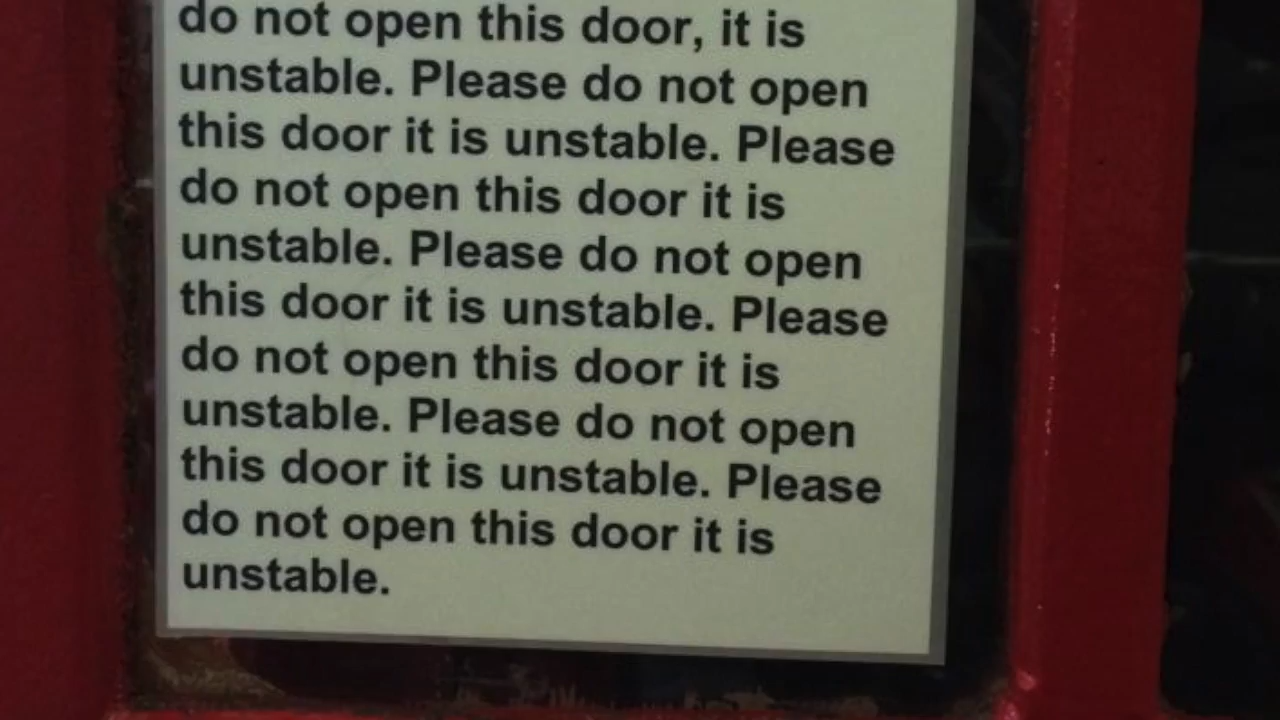 do not open this door, it is
unstable. Please do not open
this door it is unstable. Please
do not open this door it is
unstable. Please do not open
this door it is unstable. Please
do not open this door it is
unstable. Please do not open
this door it is unstable. Please
do not open this door it is
unstable.